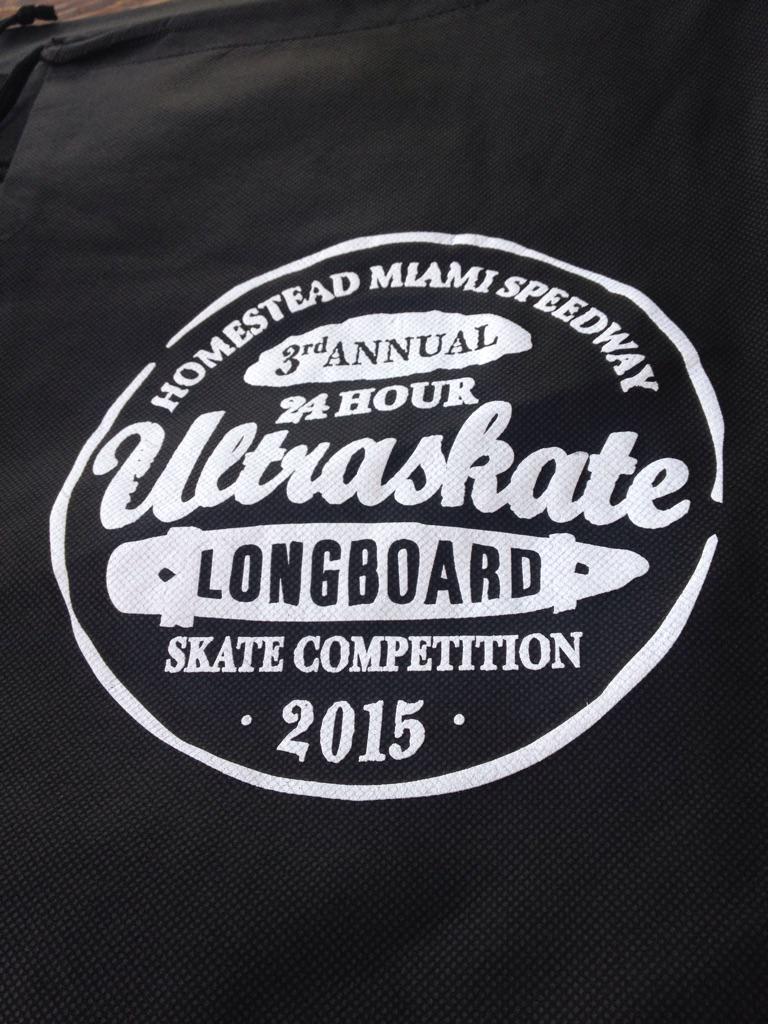 HOMESTEAD MIAMI SPEEDWAY
3rd ANNUAL
24 HOUR
Ultraskate
LONGBOARD
SKATE COMPETITION
· 2015 ·